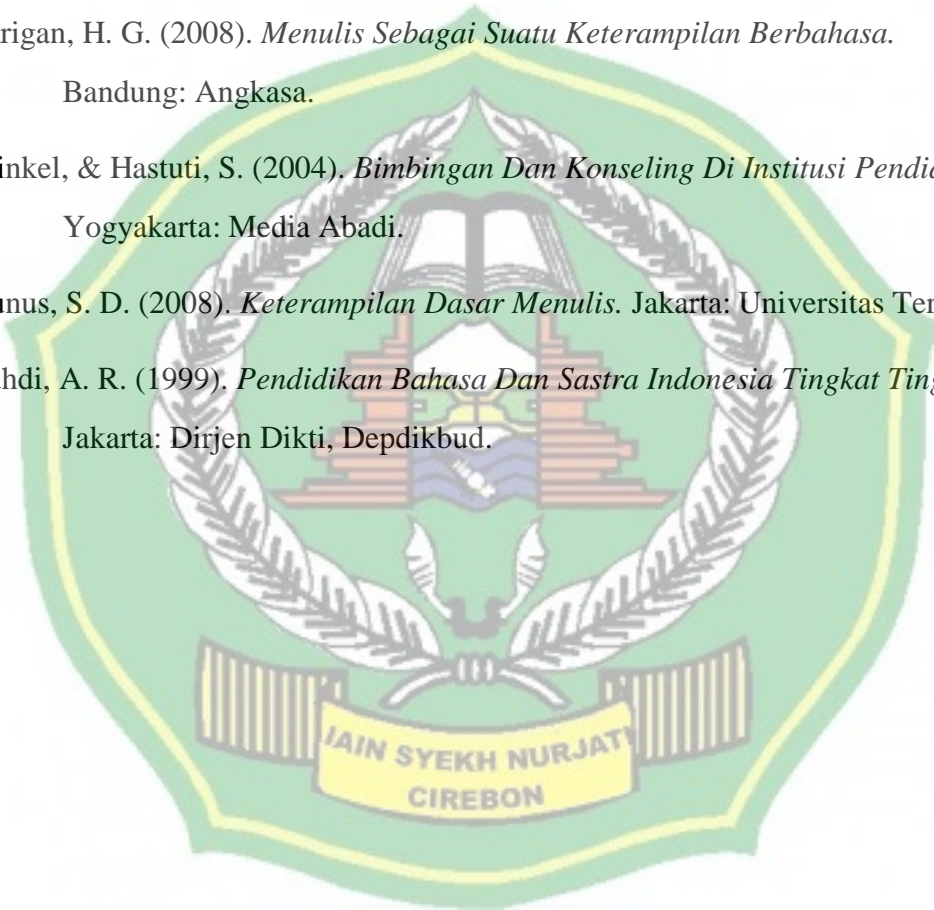 rigan, H. G. (2008). Menulis Sebagai Suatu Keterampilan Berbahasa.
Bandung: Angkasa.
inkel, & Hastuti, S. (2004). Bimbingan Dan Konseling Di Institusi Pendid
Yogyakarta: Media Abadi.
unus, S. D. (2008). Keterampilan Dasar Menulis. Jakarta: Universitas Ter
hdi, A. R. (1999). Pendidikan Bahasa Dan Sastra Indonesia Tingkat Ting
Jakarta: Dirjen Dikti, Depdikbud.
IAIN SYEKH NURJATI
CIREBON